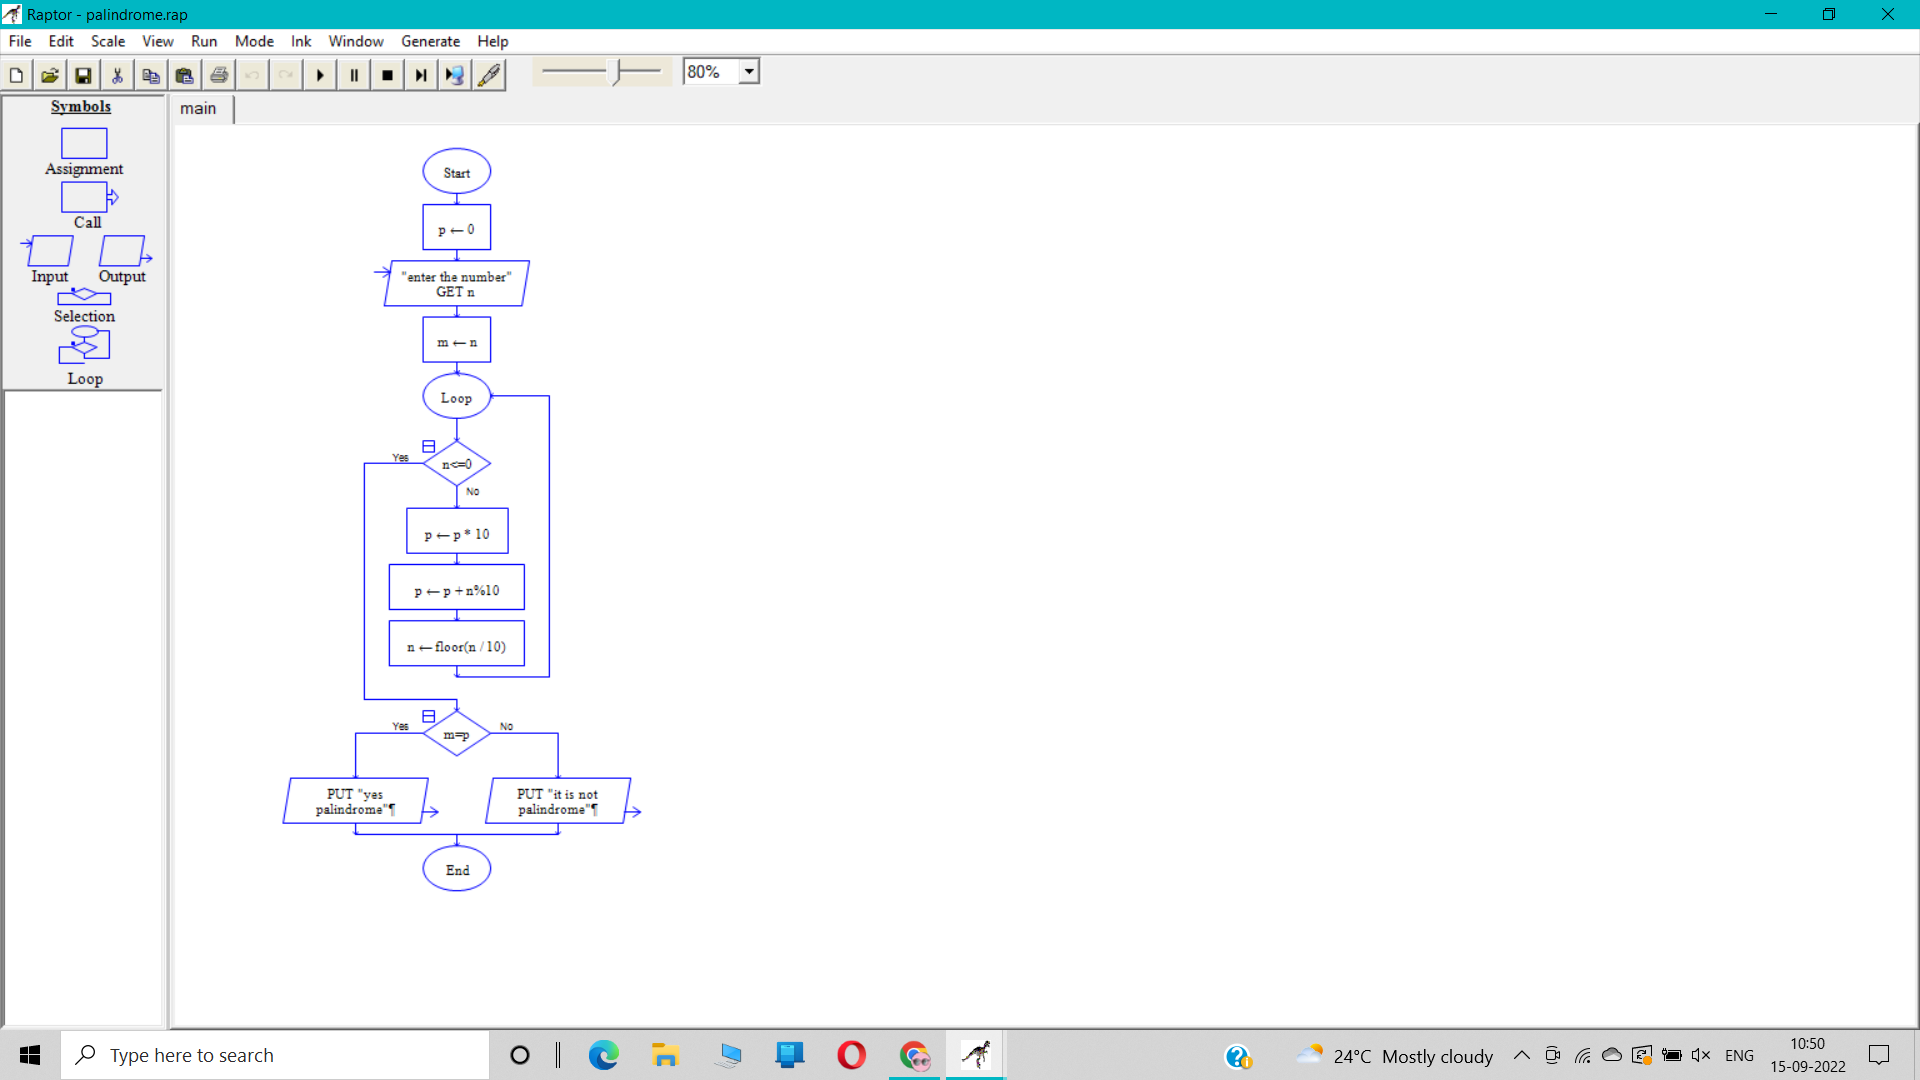 Raptor - palindrome.rap
File Edit Scale View Run Mode Ink Window Generate Help
80%
Symbols
Assignment
Call
Input Output
Selection
Loop
main
Start
p ← 0
"enter the number"
GET n
m ← n
Loop
Yes
n<=0
No
p ← p * 10
p ← p + n%10
n ← floor(n / 10)
Yes
m=p
No
PUT "yes
palindrome"¶
PUT "it is not
palindrome"¶
End
Type here to search
24°C Mostly cloudy
ENG
10:50
15-09-2022